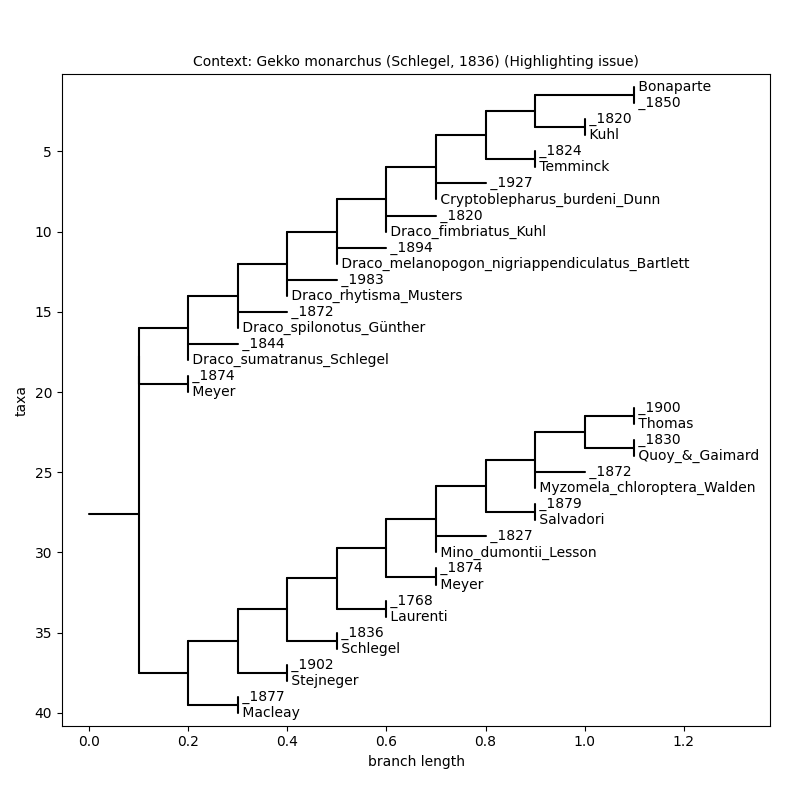 Context: Gekko monarchus (Schlegel, 1836) (Highlighting issue)
Bonaparte
_1850
_1820
Kuhl
_1824
Temminck
_1927
Cryptoblepharus_burdeni_Dunn
_1820
Draco_fimbriatus_Kuhl
_1894
Draco_melanopogon_nigriappendiculatus_Bartlett
_1983
Draco_rhytisma_Musters
_1872
Draco_spilonotus_Günther
_1844
Draco_sumatranus_Schlegel
_1874
Meyer
_1900
Thomas
_1830
Quoy_&_Gaimard
_1872
Myzomela_chloroptera_Walden
_1879
Salvadori
_1827
Mino_dumontii_Lesson
_1874
Meyer
_1768
Laurenti
_1836
Schlegel
_1902
Stejneger
_1877
Macleay
5
10
15
20
25
30
35
40
taxa
0.0 0.2 0.4 0.6 0.8 1.0 1.2
branch length